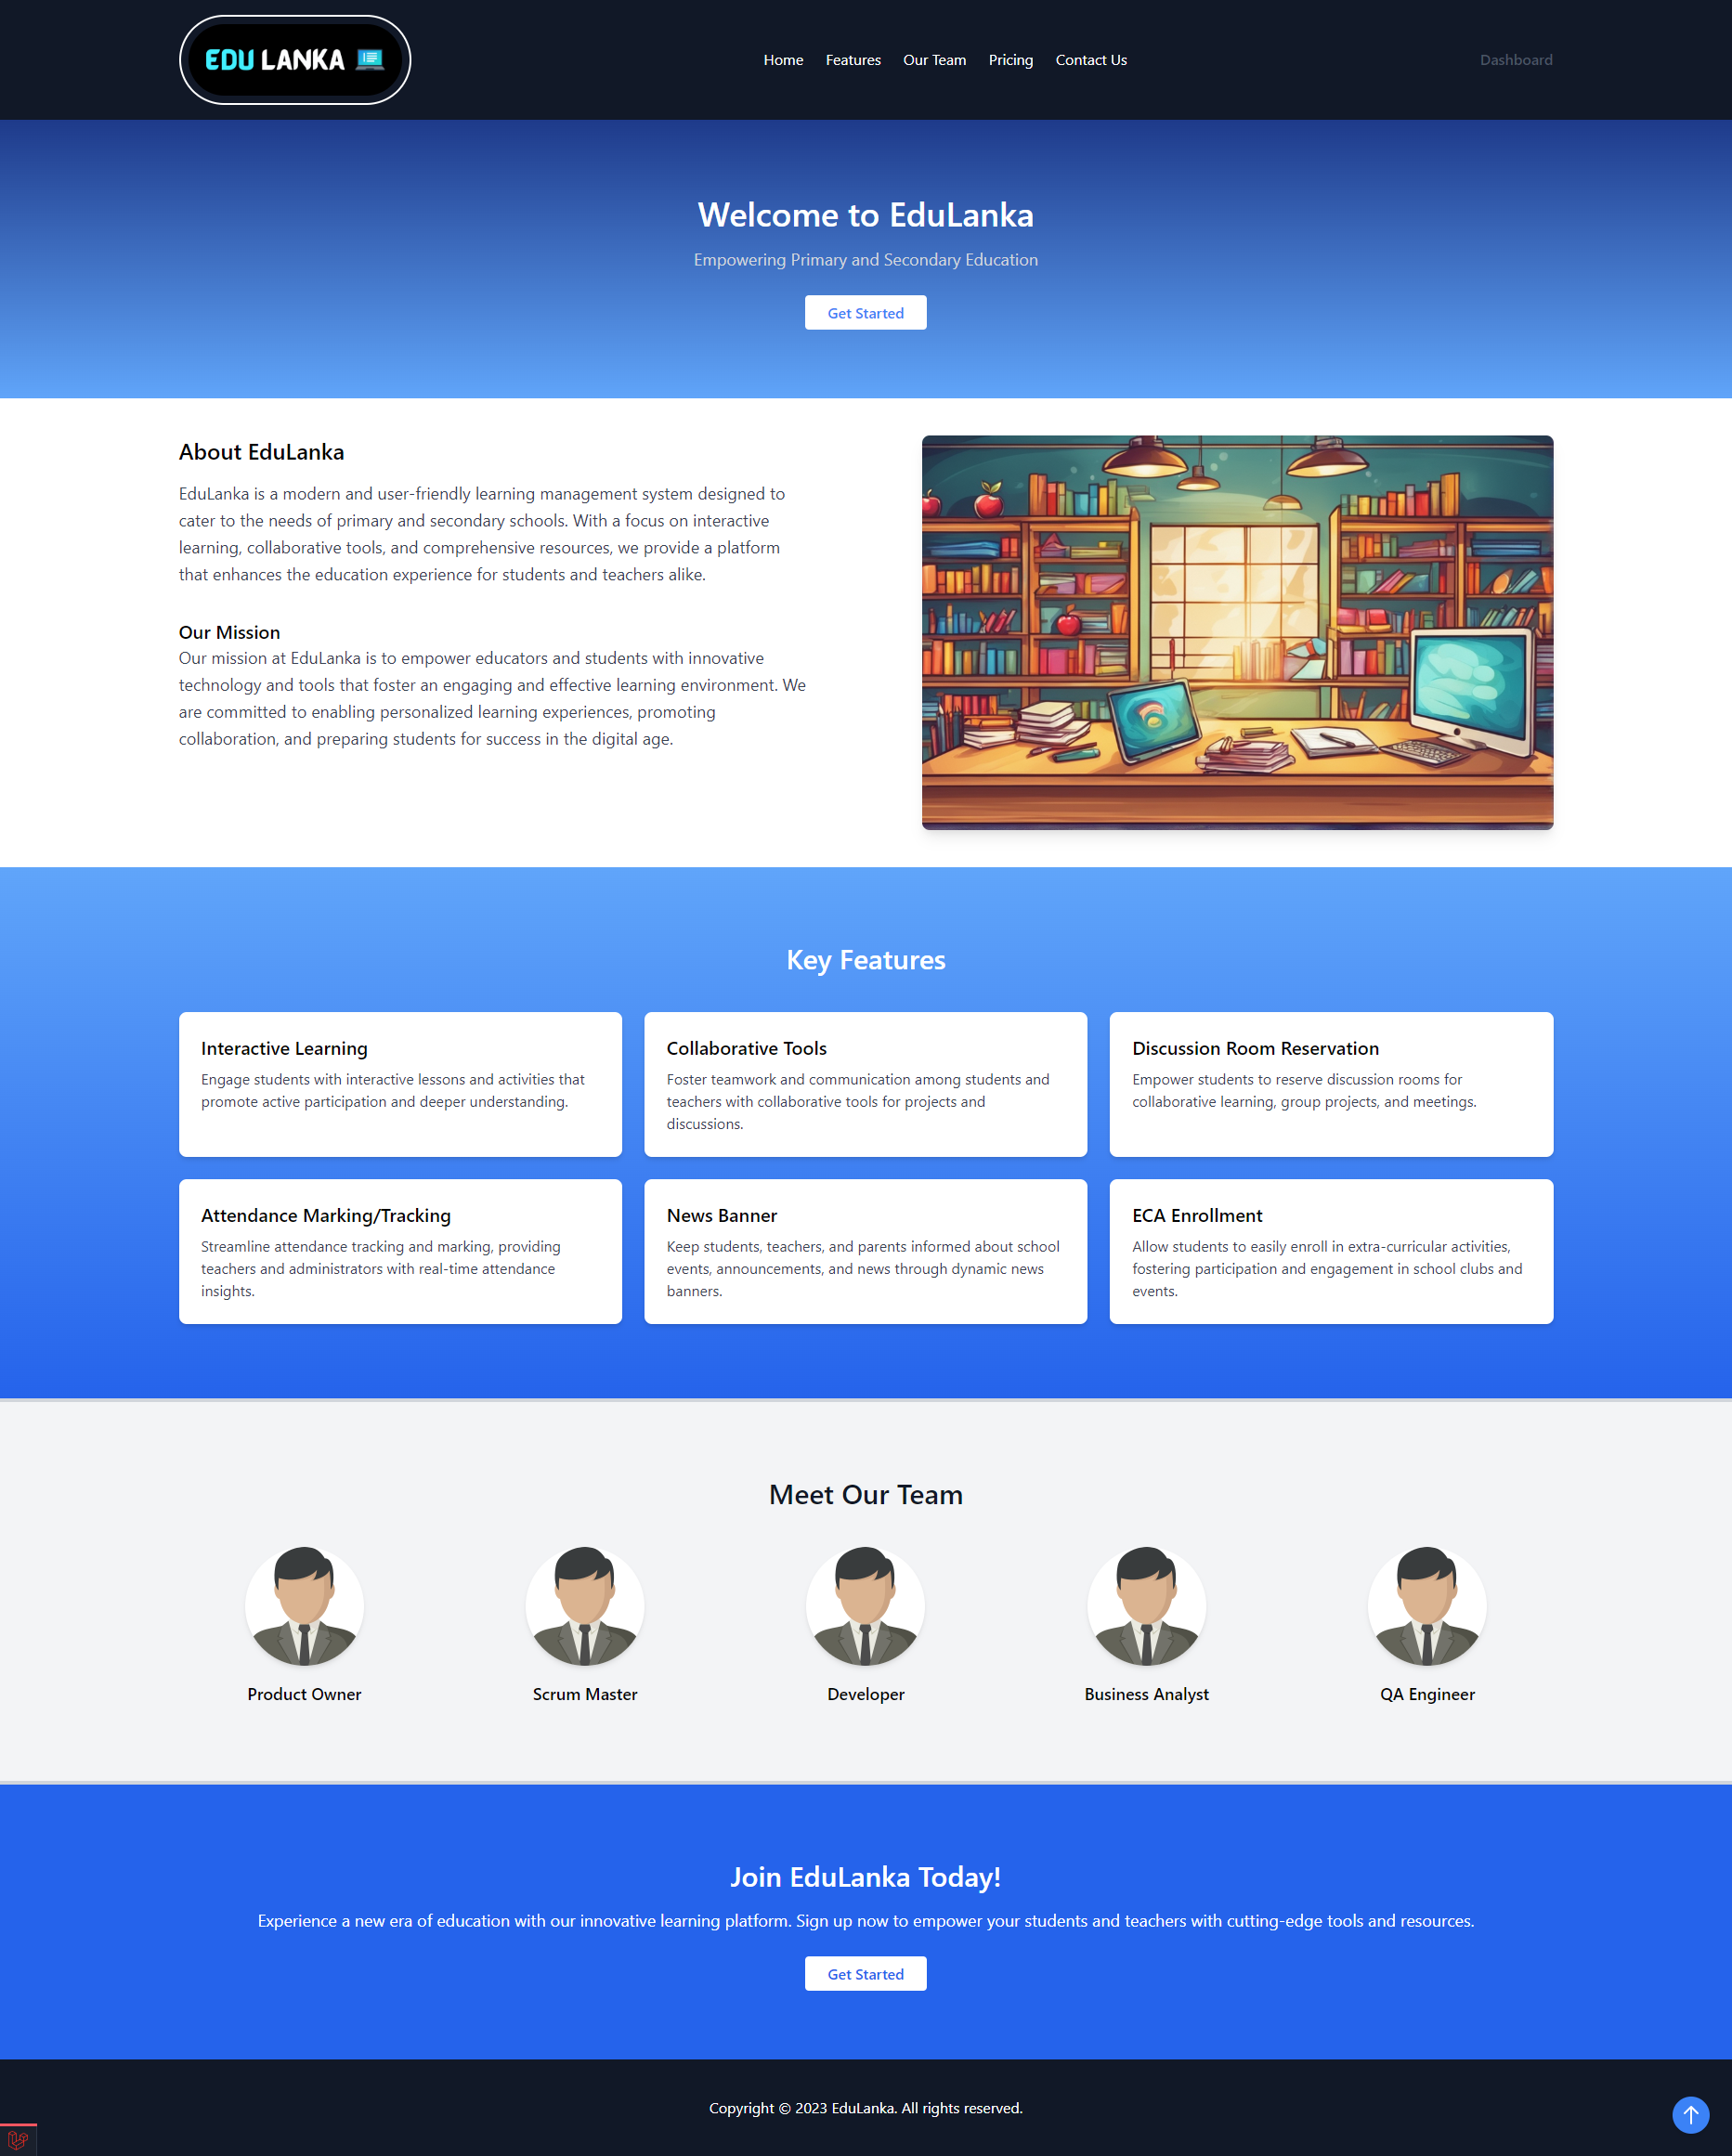 EDU LANKA
Home Features Our Team Pricing Contact Us
Dashboard
Welcome to EduLanka
Empowering Primary and Secondary Education
Get Started
About EduLanka
EduLanka is a modern and user-friendly learning management system designed to
cater to the needs of primary and secondary schools. With a focus on interactive
learning, collaborative tools, and comprehensive resources, we provide a platform
that enhances the education experience for students and teachers alike.
Our Mission
Our mission at EduLanka is to empower educators and students with innovative
technology and tools that foster an engaging and effective learning environment. We
are committed to enabling personalized learning experiences, promoting
collaboration, and preparing students for success in the digital age.
Key Features
Interactive Learning
Engage students with interactive lessons and activities that
promote active participation and deeper understanding.
Collaborative Tools
Foster teamwork and communication among students and
teachers with collaborative tools for projects and
discussions.
Discussion Room Reservation
Empower students to reserve discussion rooms for
collaborative learning, group projects, and meetings.
Attendance Marking/Tracking
Streamline attendance tracking and marking, providing
teachers and administrators with real-time attendance
insights.
News Banner
Keep students, teachers, and parents informed about school
events, announcements, and news through dynamic news
banners.
ECA Enrollment
Allow students to easily enroll in extra-curricular activities,
fostering participation and engagement in school clubs and
events.
Meet Our Team
Product Owner
Scrum Master
Developer
Business Analyst
QA Engineer
Join EduLanka Today!
Experience a new era of education with our innovative learning platform. Sign up now to empower your students and teachers with cutting-edge tools and resources.
Get Started
Copyright © 2023 EduLanka. All rights reserved.